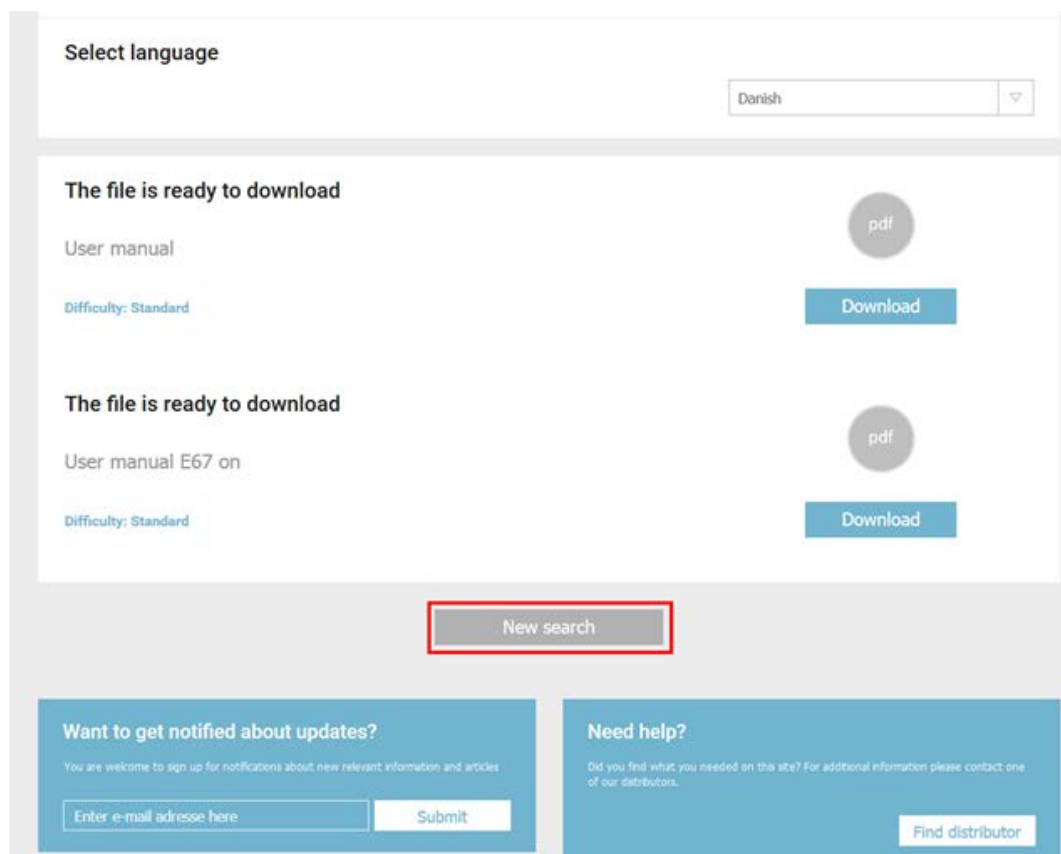 Select language
Danish
The file is ready to download
pdf
User manual
Difficulty: Standard
Download
The file is ready to download
pdf
User manual E67 on
Difficulty: Standard
Download
New search
Want to get notified about updates?
You are welcome to sign up for notifications about new relevant information and articles
Enter e-mail adresse here
Submit
Need help?
Did you find what you needed on this site? For additional information please contact one
of our distributors.
Find distributor